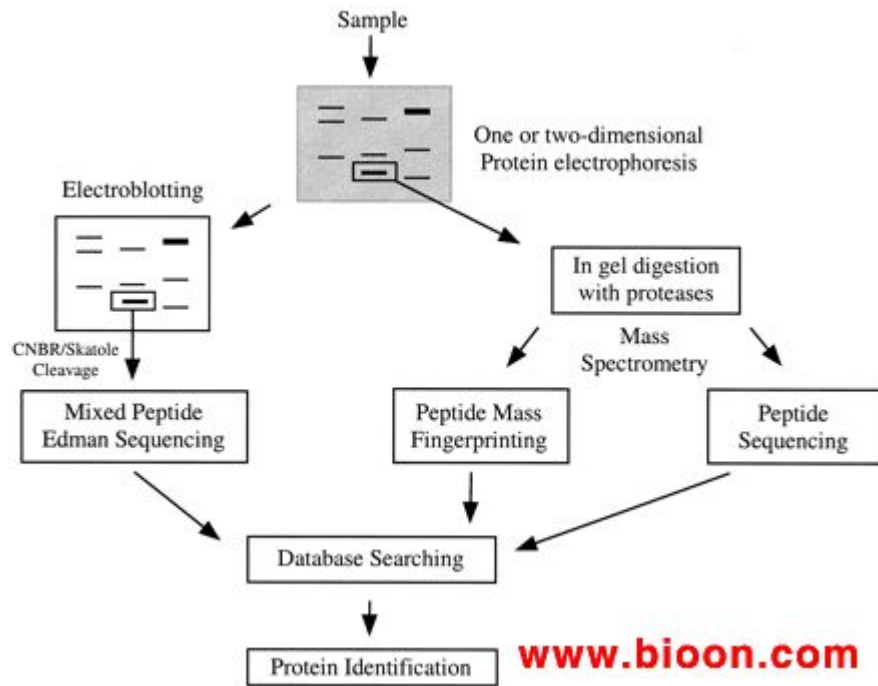 Sample
One or two-dimensional
Protein electrophoresis
Electroblotting
In gel digestion
with proteases
CNBR/Skatole
Cleavage
Mass
Spectrometry
Mixed Peptide
Edman Sequencing
Peptide Mass
Fingerprinting
Peptide
Sequencing
Database Searching
Protein Identification
www.bioon.com